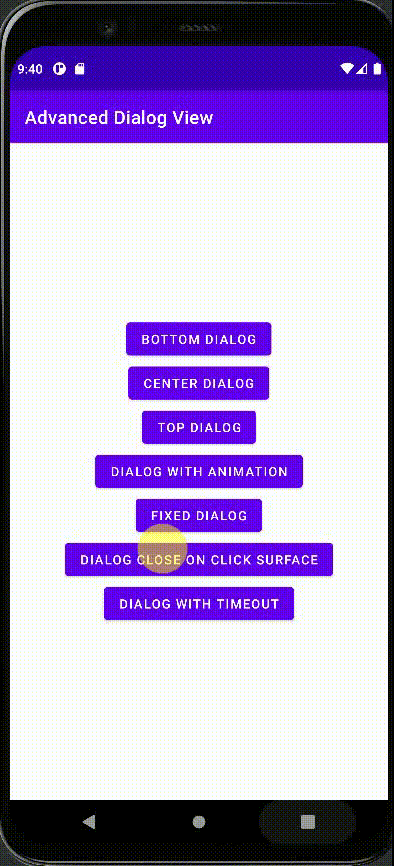 9:40
Advanced Dialog View
BOTTOM DIALOG
CENTER DIALOG
TOP DIALOG
DIALOG WITH ANIMATION
FIXED DIALOG
DIALOG CLOSE ON CLICK SURFACE
DIALOG WITH TIMEOUT